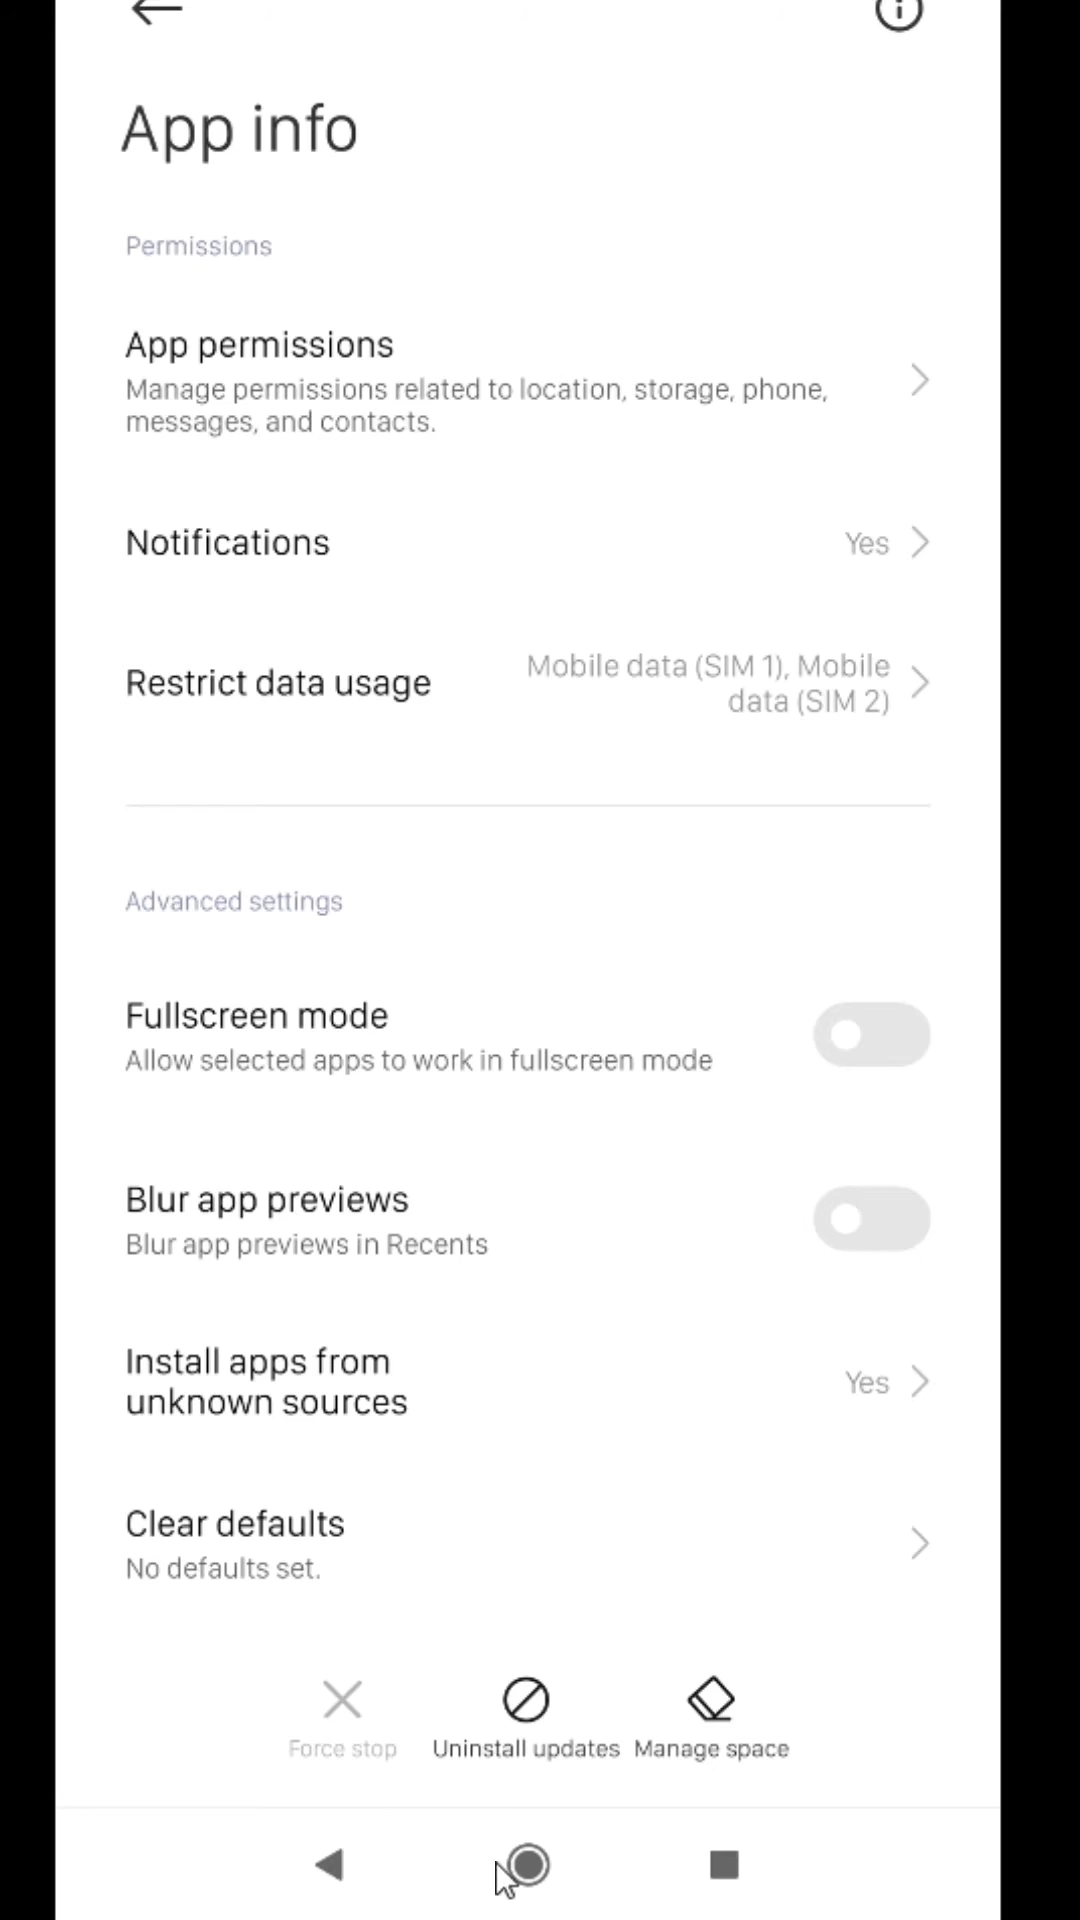 App info
Permissions
App permissions
Manage permissions related to location, storage, phone,
messages, and contacts.
Notifications
Yes
Restrict data usage
Mobile data (SIM 1), Mobile
data (SIM 2)
Advanced settings
Fullscreen mode
Allow selected apps to work in fullscreen mode
Blur app previews
Blur app previews in Recents
Install apps from
unknown sources
Yes
Clear defaults
No defaults set.
Force stop
Uninstall updates
Manage space